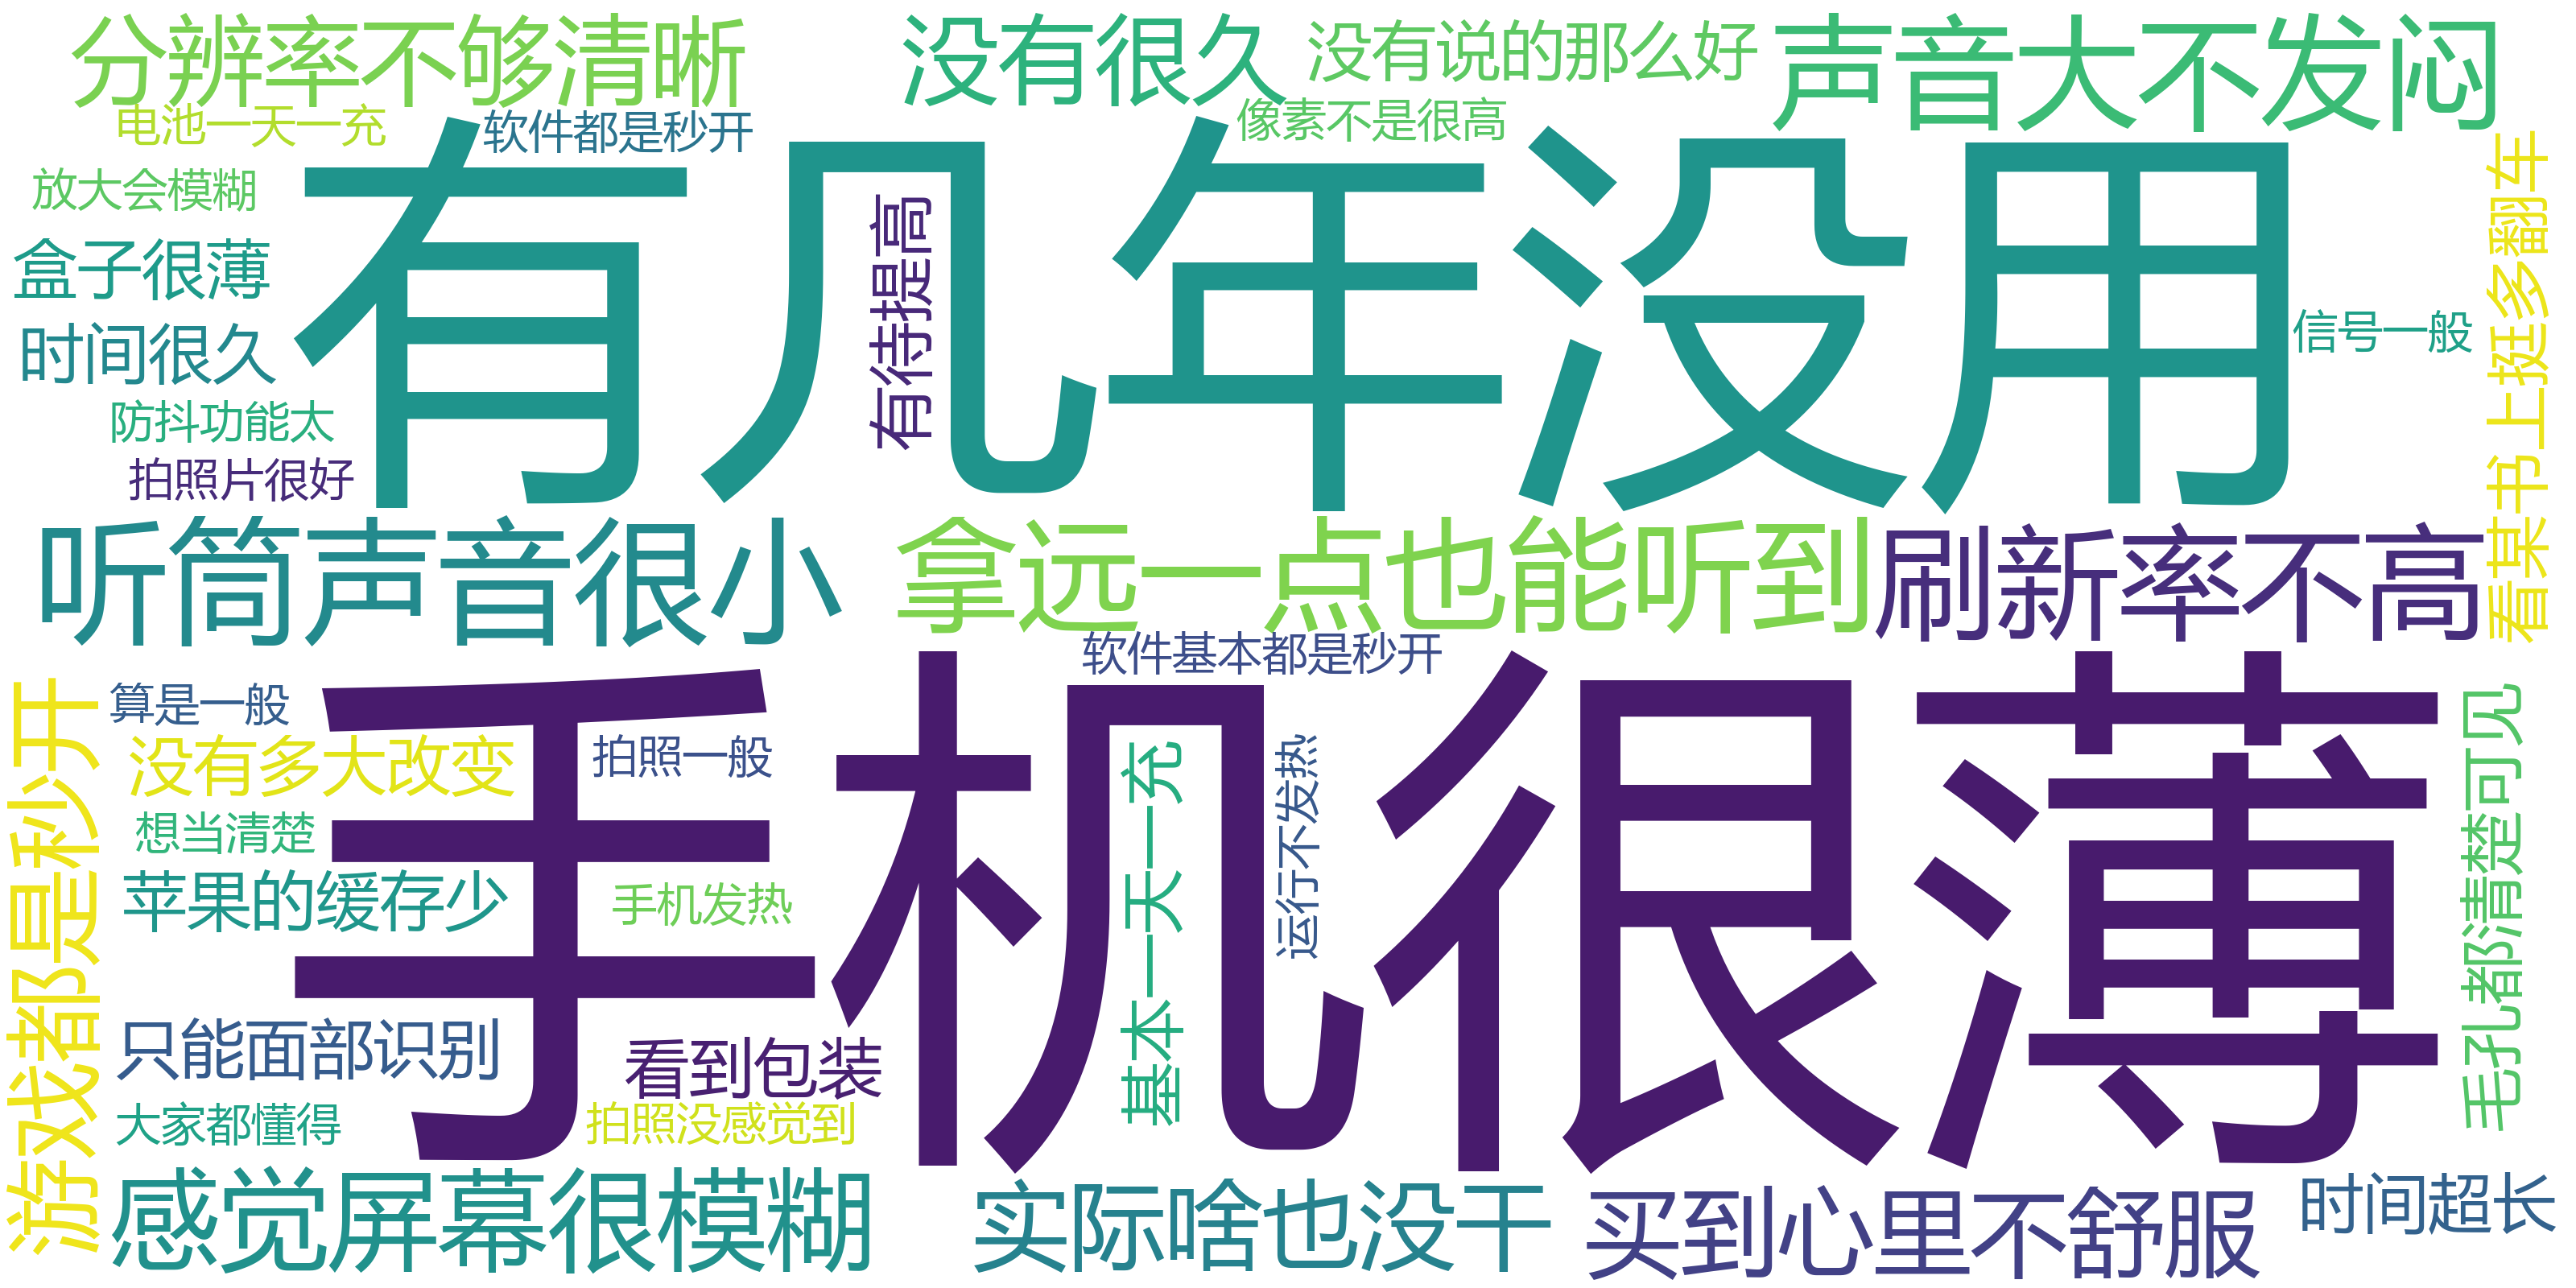 分辨率不够清晰
没有很久
没有说的那么好
声音大不发闷
电池一天一充
软件都是秒开
像素不是很高
放大会模糊
有几年没用
盒子很薄
有待提高
时间很久
信号一般
看某书上挺多翻车
防抖功能太
拍照片很好
听筒声音很小
拿远一点也能听到
刷新率不高
软件基本都是秒开
手机很薄
算是一般
没有多大改变
拍照一般
基本一天一充
运行不发热
毛孔都清楚可见
游戏都是秒开
想当清楚
苹果的缓存少
手机发热
只能面部识别
看到包装
大家都懂得
拍照没感觉到
感觉屏幕很模糊
实际啥也没干
买到心里不舒服
时间超长